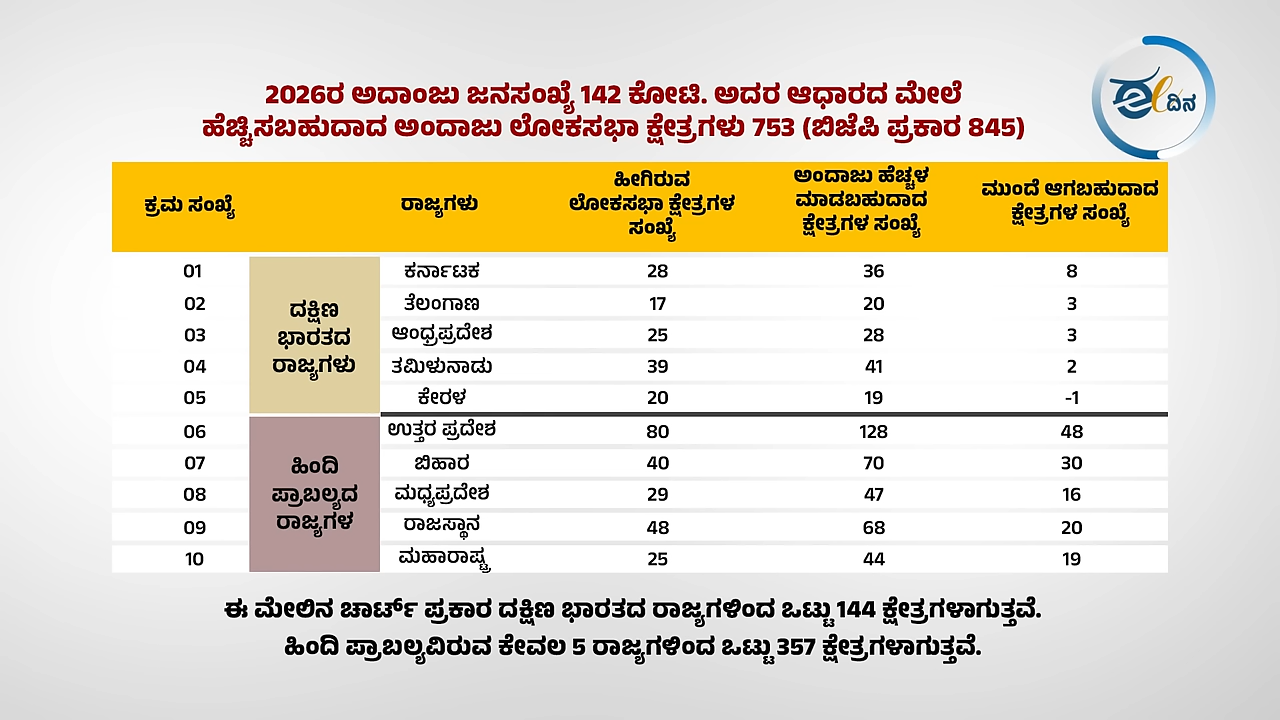 ಈದಿನ
2026ರ ಅದಾಂಜು ಜನಸಂಖ್ಯೆ 142 ಕೋಟಿ. ಅದರ ಆಧಾರದ ಮೇಲೆ
ಹೆಚ್ಚಿಸಬಹುದಾದ ಅಂದಾಜು ಲೋಕಸಭಾ ಕ್ಷೇತ್ರಗಳು 753 (ಬಿಜೆಪಿ ಪ್ರಕಾರ 845)
ಕ್ರಮ ಸಂಖ್ಯೆ ರಾಜ್ಯಗಳು ಹೀಗಿರುವ ಲೋಕಸಭಾ ಕ್ಷೇತ್ರಗಳ ಸಂಖ್ಯೆ ಅಂದಾಜು ಹೆಚ್ಚಳ ಮಾಡಬಹುದಾದ ಕ್ಷೇತ್ರಗಳ ಸಂಖ್ಯೆ ಮುಂದೆ ಆಗಬಹುದಾದ ಕ್ಷೇತ್ರಗಳ ಸಂಖ್ಯೆ
ದಕ್ಷಿಣ
ಭಾರತದ
ರಾಜ್ಯಗಳು
01 ಕರ್ನಾಟಕ 28 36 8
02 ತೆಲಂಗಾಣ 17 20 3
03 ಆಂಧ್ರಪ್ರದೇಶ 25 28 3
04 ತಮಿಳುನಾಡು 39 41 2
05 ಕೇರಳ 20 19 -1
ಹಿಂದಿ
ಪ್ರಾಬಲ್ಯದ
ರಾಜ್ಯಗಳ
06 ಉತ್ತರ ಪ್ರದೇಶ 80 128 48
07 ಬಿಹಾರ 40 70 30
08 ಮಧ್ಯಪ್ರದೇಶ 29 47 16
09 ರಾಜಸ್ಥಾನ 48 68 20
10 ಮಹಾರಾಷ್ಟ್ರ 25 44 19
ಈ ಮೇಲಿನ ಚಾರ್ಟ್ ಪ್ರಕಾರ ದಕ್ಷಿಣ ಭಾರತದ ರಾಜ್ಯಗಳಿಂದ ಒಟ್ಟು 144 ಕ್ಷೇತ್ರಗಳಾಗುತ್ತವೆ.
ಹಿಂದಿ ಪ್ರಾಬಲ್ಯವಿರುವ ಕೇವಲ 5 ರಾಜ್ಯಗಳಿಂದ ಒಟ್ಟು 357 ಕ್ಷೇತ್ರಗಳಾಗುತ್ತವೆ.